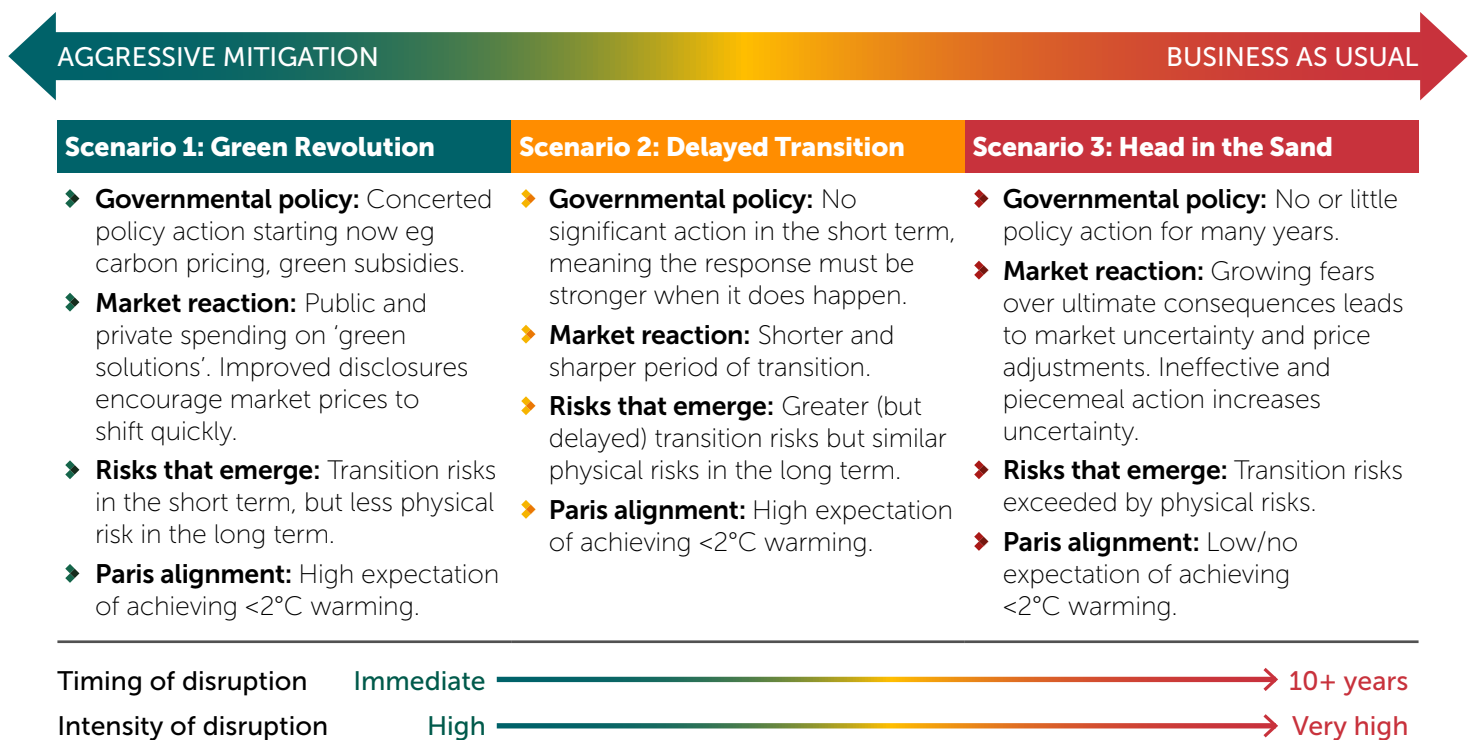 AGGRESSIVE MITIGATION
BUSINESS AS USUAL
Scenario 1: Green Revolution
Governmental policy: Concerted
policy action starting now eg
carbon pricing, green subsidies.
Market reaction: Public and
private spending on ‘green
solutions’. Improved disclosures
encourage market prices to
shift quickly.
Risks that emerge: Transition risks
in the short term, but less physical
risk in the long term.
Paris alignment: High expectation
of achieving <2°C warming.
Scenario 2: Delayed Transition
Governmental policy: No
significant action in the short term,
meaning the response must be
stronger when it does happen.
Market reaction: Shorter and
sharper period of transition.
Risks that emerge: Greater (but
delayed) transition risks but similar
physical risks in the long term.
Paris alignment: High expectation
of achieving <2°C warming.
Scenario 3: Head in the Sand
Governmental policy: No or little
policy action for many years.
Market reaction: Growing fears
over ultimate consequences leads
to market uncertainty and price
adjustments. Ineffective and
piecemeal action increases
uncertainty.
Risks that emerge: Transition risks
exceeded by physical risks.
Paris alignment: Low/no
expectation of achieving
<2°C warming.
Timing of disruption Immediate 10+ years
Intensity of disruption High Very high